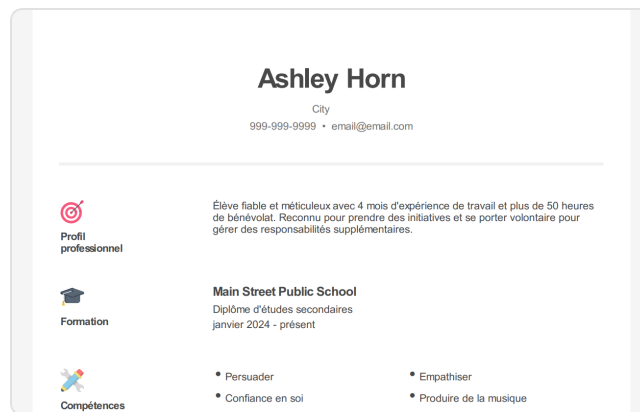 Ashley Horn
City
999-999-9999 • email@email.com
Profil
professionnel
Élève fiable et méticuleux avec 4 mois d'expérience de travail et plus de 50 heures
de bénévolat. Reconnu pour prendre des initiatives et se porter volontaire pour
gérer des responsabilités supplémentaires.
Formation
Main Street Public School
Diplôme d'études secondaires
janvier 2024 - présent
Compétences
• Persuader
• Confiance en soi
• Empathiser
• Produire de la musique